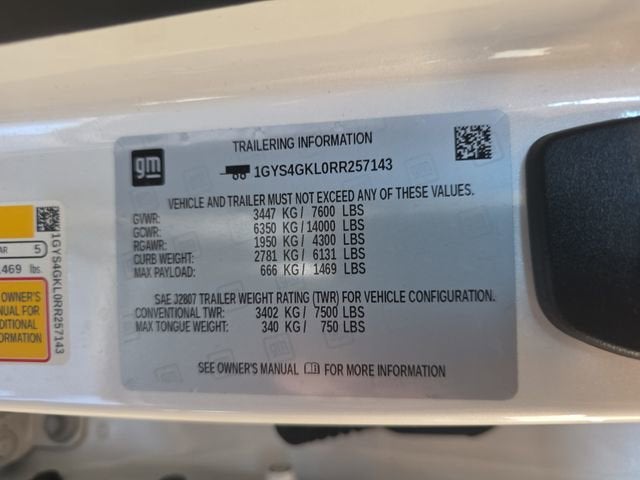 TRAILERING INFORMATION
gm
1GYS4GKL0RR257143
VEHICLE AND TRAILER MUST NOT EXCEED ANY OF THESE VALUES.
GVWR: 3447 KG / 7600 LBS
GCWR: 6350 KG / 14000 LBS
RGAWR: 1950 KG / 4300 LBS
CURB WEIGHT: 2781 KG / 6131 LBS
MAX PAYLOAD: 666 KG / 1469 LBS
SAE J2807 TRAILER WEIGHT RATING (TWR) FOR VEHICLE CONFIGURATION.
CONVENTIONAL TWR: 3402 KG / 7500 LBS
MAX TONGUE WEIGHT: 340 KG / 750 LBS
SEE OWNER'S MANUAL FOR MORE INFORMATION
AR 5
1469 lbs.
OWNER'S
NUAL FOR
DITIONAL
ORMATION
1GYS4GKL0RR257143